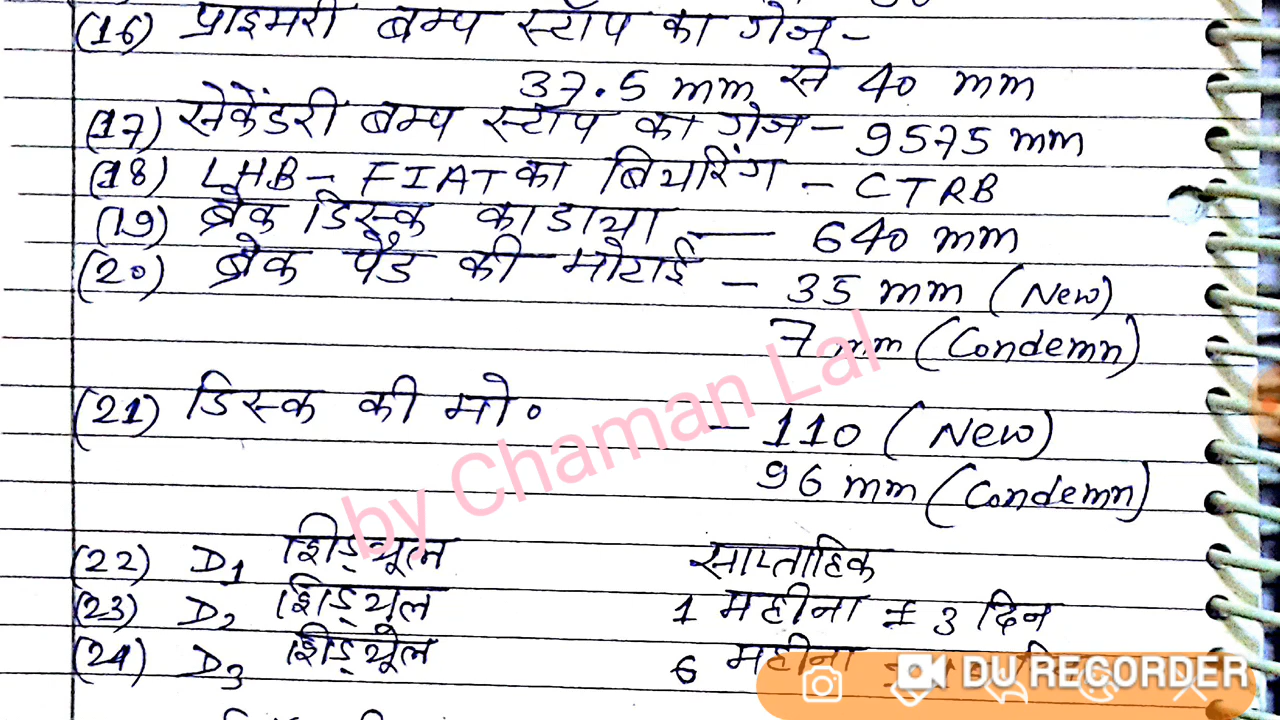 (16) प्राइमरी बम्प स्टॉप का गेज -
37.5 mm से 40 mm
(17) सेकेंडरी बम्प स्टॉप का गेज - 9575 mm
(18) LHB - FIAT का बियरिंग - CTRB
(19) ब्रेक डिस्क का डाया — 640 mm
(20) ब्रेक पैड की मोटाई - 35 mm (New)
7 mm (Condemn)
(21) डिस्क की मो० - 110 (New)
96 mm (Condemn)
by Chaman Lal
(22) D1 शिड्यूल साप्ताहिक
(23) D2 शिड्यूल 1 महीना ± 3 दिन
(24) D3 शिड्यूल 6 महीना
DU RECORDER